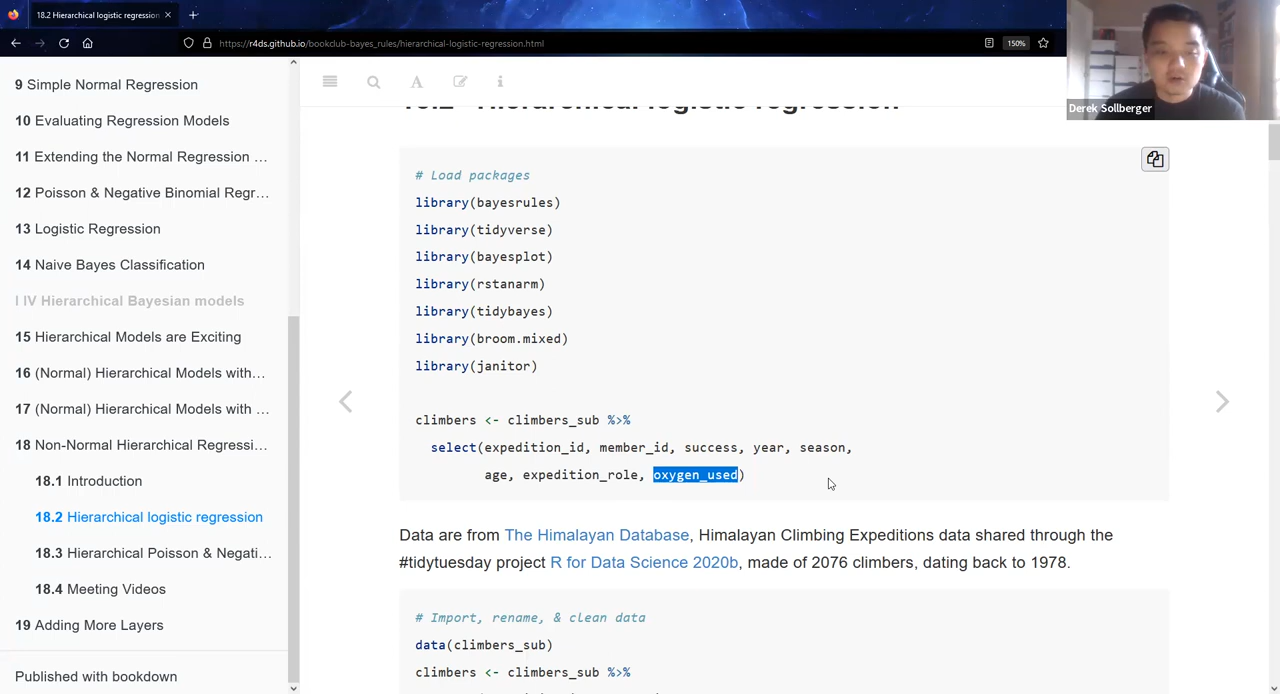 18.2 Hierarchical logistic regression
https://r4ds.github.io/bookclub-bayes_rules/hierarchical-logistic-regression.html
150%
Derek Sollberger
9 Simple Normal Regression
10 Evaluating Regression Models
11 Extending the Normal Regression …
12 Poisson & Negative Binomial Regr…
13 Logistic Regression
14 Naive Bayes Classification
I IV Hierarchical Bayesian models
15 Hierarchical Models are Exciting
16 (Normal) Hierarchical Models with…
17 (Normal) Hierarchical Models with …
18 Non-Normal Hierarchical Regressi…
18.1 Introduction
18.2 Hierarchical logistic regression
18.3 Hierarchical Poisson & Negati…
18.4 Meeting Videos
19 Adding More Layers
Published with bookdown
18.2 Hierarchical logistic regression
# Load packages
library(bayesrules)
library(tidyverse)
library(bayesplot)
library(rstanarm)
library(tidybayes)
library(broom.mixed)
library(janitor)
climbers <- climbers_sub %>%
select(expedition_id, member_id, success, year, season,
age, expedition_role, oxygen_used)
Data are from The Himalayan Database, Himalayan Climbing Expeditions data shared through the
#tidytuesday project R for Data Science 2020b, made of 2076 climbers, dating back to 1978.
# Import, rename, & clean data
data(climbers_sub)
climbers <- climbers_sub %>%